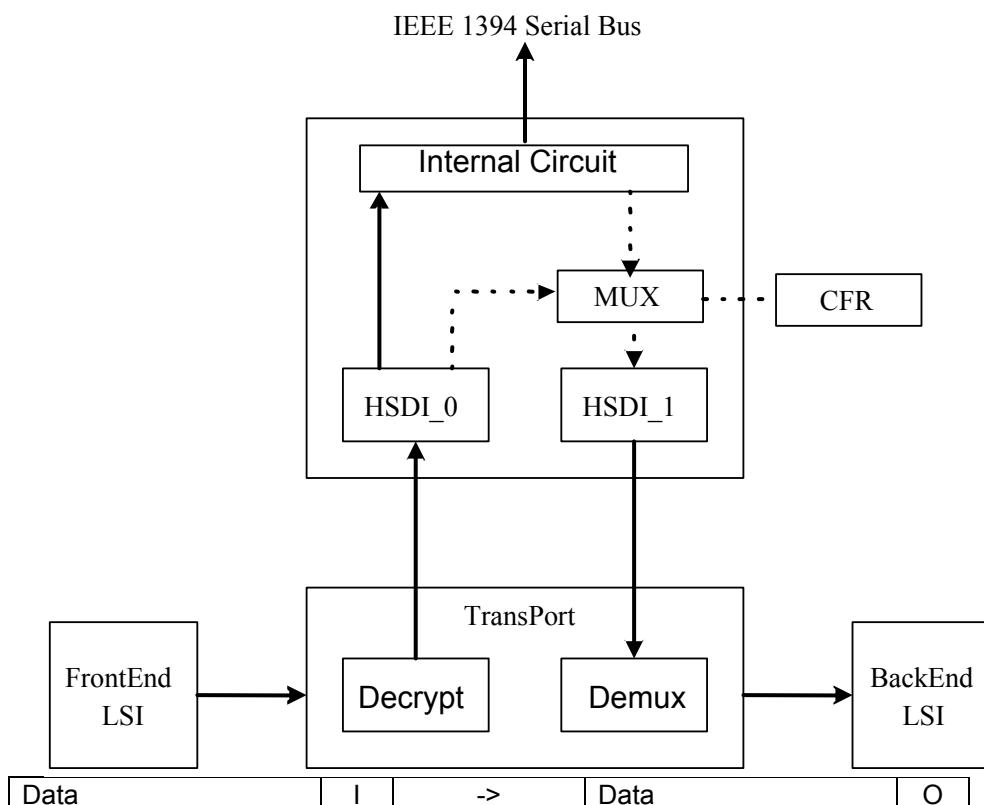 IEEE 1394 Serial Bus
Internal Circuit
MUX
CFR
HSDI_0
HSDI_1
TransPort
FrontEnd
LSI
Decrypt
Demux
BackEnd
LSI
Data I -> Data O